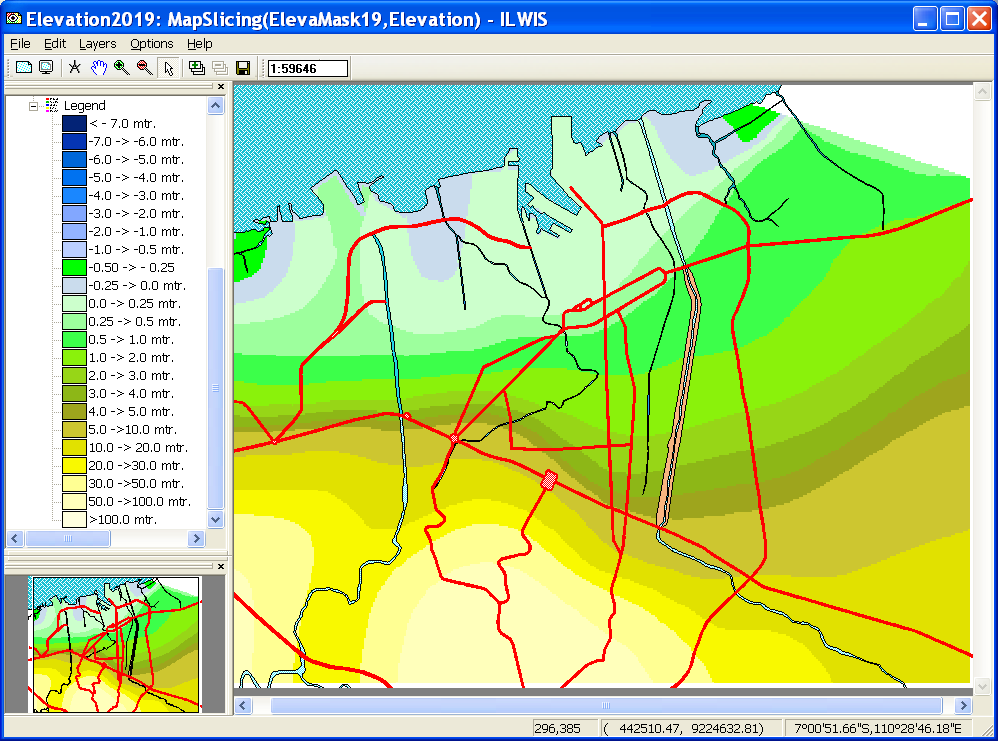 Elevation2019: MapSlicing(ElevaMask19,Elevation) - ILWIS
File Edit Layers Options Help
1:59646
Legend
< - 7.0 mtr.
-7.0 -> -6.0 mtr.
-6.0 -> -5.0 mtr.
-5.0 -> -4.0 mtr.
-4.0 -> -3.0 mtr.
-3.0 -> -2.0 mtr.
-2.0 -> -1.0 mtr.
-1.0 -> -0.5 mtr.
-0.50 -> - 0.25
-0.25 -> 0.0 mtr.
0.0 -> 0.25 mtr.
0.25 -> 0.5 mtr.
0.5 -> 1.0 mtr.
1.0 -> 2.0 mtr.
2.0 -> 3.0 mtr.
3.0 -> 4.0 mtr.
4.0 -> 5.0 mtr.
5.0 ->10.0 mtr.
10.0 -> 20.0 mtr.
20.0 ->30.0 mtr.
30.0 ->50.0 mtr.
50.0 ->100.0 mtr.
>100.0 mtr.
296,385 ( 442510.47, 9224632.81) 7°00'51.66"S,110°28'46.18"E